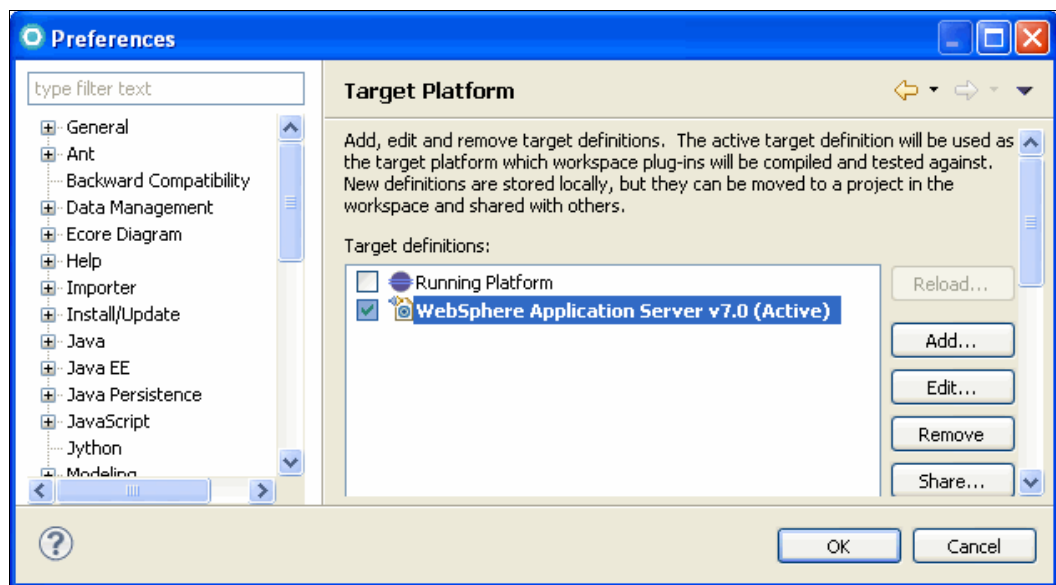 Preferences
type filter text
General
Ant
Backward Compatibility
Data Management
Ecore Diagram
Help
Importer
Install/Update
Java
Java EE
Java Persistence
JavaScript
Jython
Modeling
Target Platform
Add, edit and remove target definitions. The active target definition will be used as
the target platform which workspace plug-ins will be compiled and tested against.
New definitions are stored locally, but they can be moved to a project in the
workspace and shared with others.
Target definitions:
Running Platform
WebSphere Application Server v7.0 (Active)
Reload...
Add...
Edit...
Remove
Share...
?
OK
Cancel